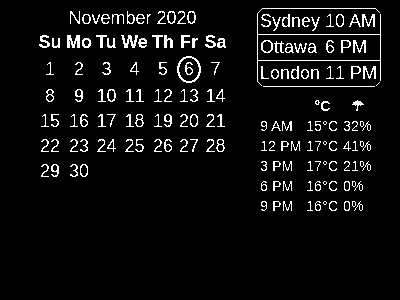 November 2020
Su Mo Tu We Th Fr Sa
1 2 3 4 5 6 7
8 9 10 11 12 13 14
15 16 17 18 19 20 21
22 23 24 25 26 27 28
29 30
Sydney 10 AM
Ottawa 6 PM
London 11 PM
°C ☂
9 AM 15°C 32%
12 PM 17°C 41%
3 PM 17°C 21%
6 PM 16°C 0%
9 PM 16°C 0%